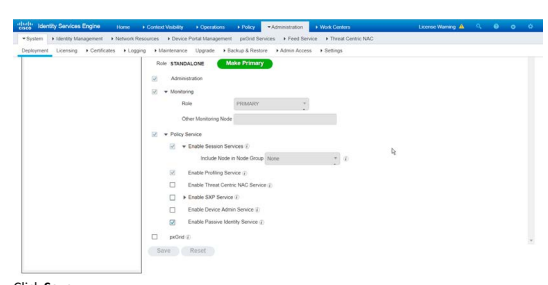 cisco Identity Services Engine Home Context Visibility Operations Policy Administration Work Centers License Warning
System Identity Management Network Resources Device Portal Management pxGrid Services Feed Service Threat Centric NAC
Deployment Licensing Certificates Logging Maintenance Upgrade Backup & Restore Admin Access Settings
Role STANDALONE Make Primary
Administration
Monitoring
Role PRIMARY
Other Monitoring Node
Policy Service
Enable Session Services
Include Node in Node Group None
Enable Profiling Service
Enable Threat Centric NAC Service
Enable SXP Service
Enable Device Admin Service
Enable Passive Identity Service
pxGrid
Save Reset